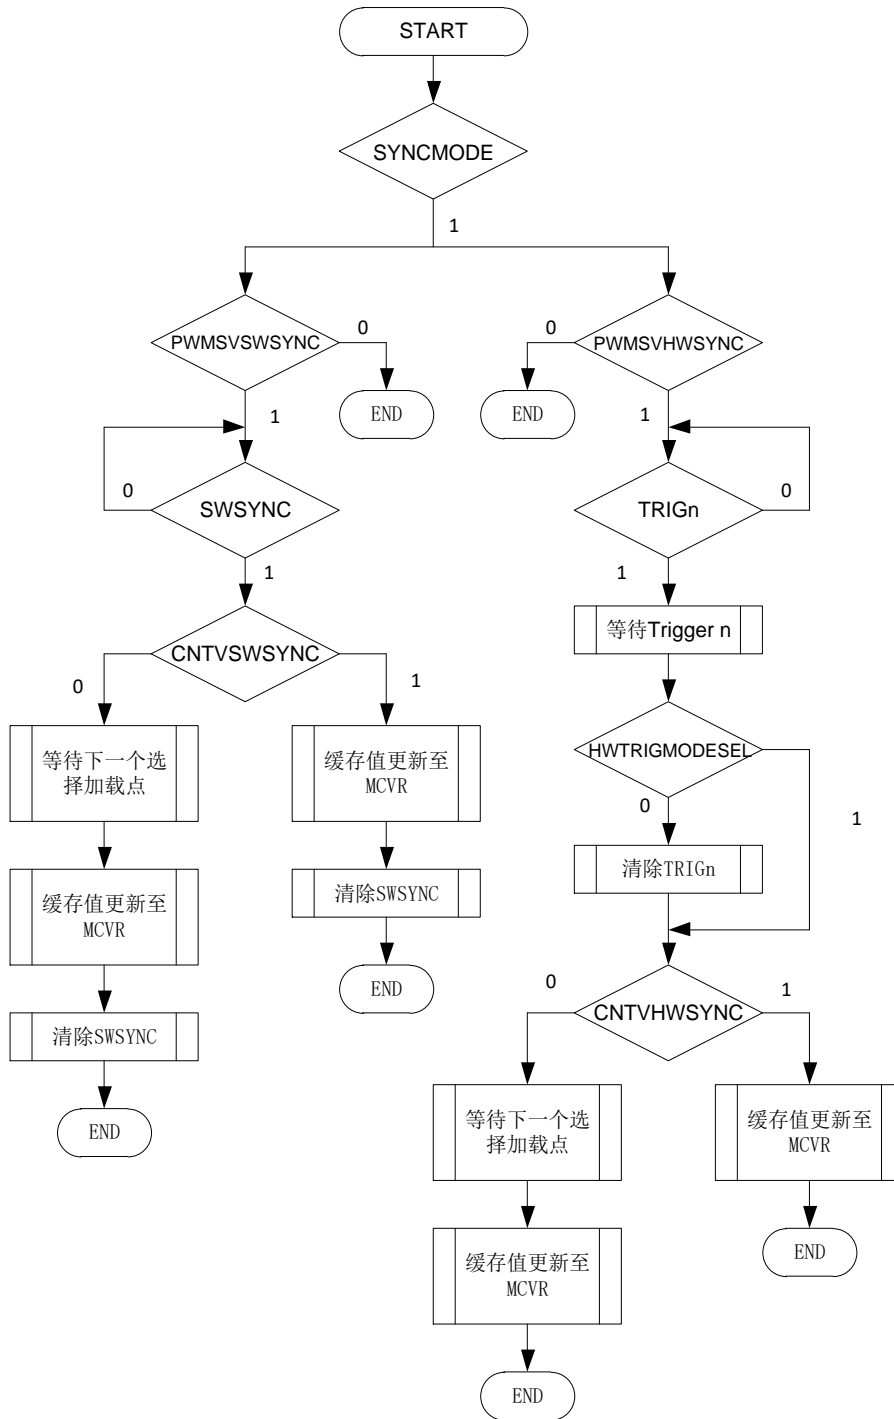 START
SYNCMODE
1
PWMSVSWSYNC
0
0
PWMSVHWSYNC
END
END
1
1
0
SWSYNC
TRIGn
0
1
1
等待Trigger n
CNTVSWSYNC
0
1
等待下一个选
择加载点
缓存值更新至
MCVR
HWTRIGMODESEL
0
1
清除TRIGn
缓存值更新至
MCVR
清除SWSYNC
END
0
CNTVHWSYNC
1
清除SWSYNC
END
等待下一个选
择加载点
缓存值更新至
MCVR
缓存值更新至
MCVR
END
END